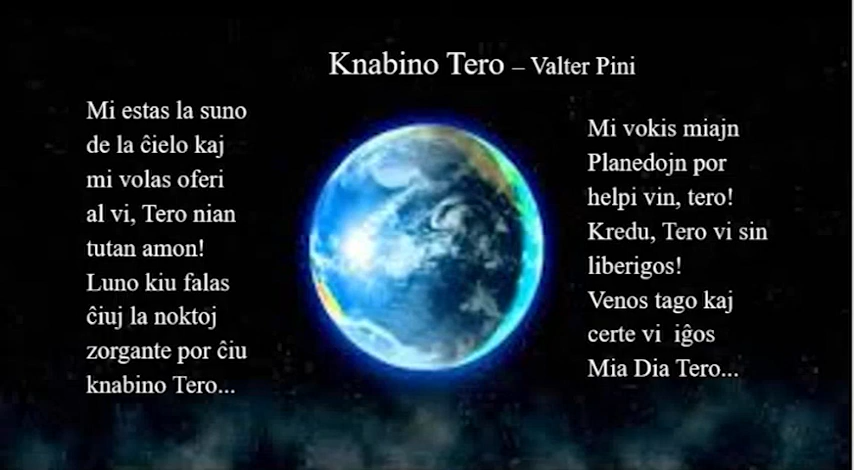 Knabino Tero – Valter Pini
Mi estas la suno
de la ĉielo kaj
mi volas oferi
al vi, Tero nian
tutan amon!
Luno kiu falas
ĉiuj la noktoj
zorgante por ĉiu
knabino Tero...
Mi vokis miajn
Planedojn por
helpi vin, tero!
Kredu, Tero vi sin
liberigos!
Venos tago kaj
certe vi  iĝos
Mia Dia Tero...